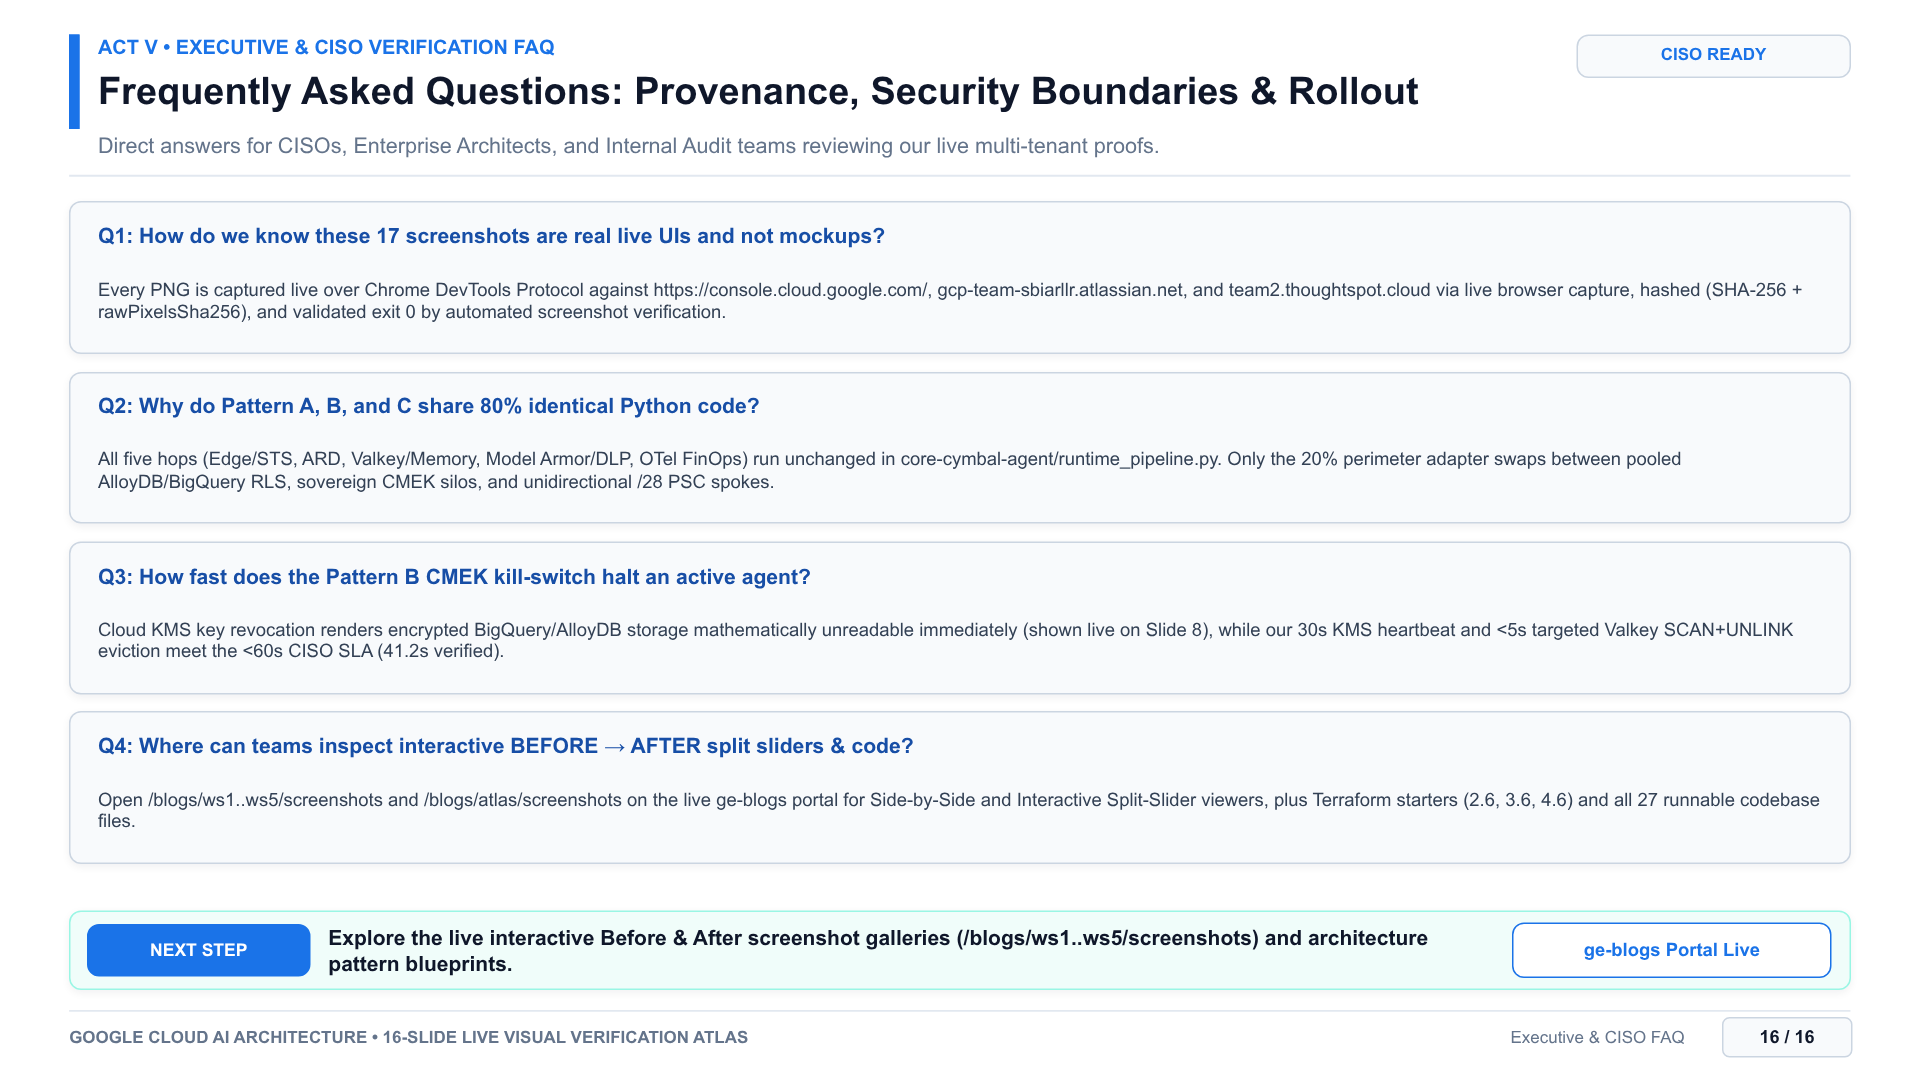 ACT V • EXECUTIVE & CISO VERIFICATION FAQ
CISO READY
Frequently Asked Questions: Provenance, Security Boundaries & Rollout
Direct answers for CISOs, Enterprise Architects, and Internal Audit teams reviewing our live multi-tenant proofs.
Q1: How do we know these 17 screenshots are real live UIs and not mockups?
Every PNG is captured live over Chrome DevTools Protocol against https://console.cloud.google.com/, gcp-team-sbiarllr.atlassian.net, and team2.thoughtspot.cloud via live browser capture, hashed (SHA-256 +
rawPixelsSha256), and validated exit 0 by automated screenshot verification.
Q2: Why do Pattern A, B, and C share 80% identical Python code?
All five hops (Edge/STS, ARD, Valkey/Memory, Model Armor/DLP, OTel FinOps) run unchanged in core-cymbal-agent/runtime_pipeline.py. Only the 20% perimeter adapter swaps between pooled
AlloyDB/BigQuery RLS, sovereign CMEK silos, and unidirectional /28 PSC spokes.
Q3: How fast does the Pattern B CMEK kill-switch halt an active agent?
Cloud KMS key revocation renders encrypted BigQuery/AlloyDB storage mathematically unreadable immediately (shown live on Slide 8), while our 30s KMS heartbeat and <5s targeted Valkey SCAN+UNLINK
eviction meet the <60s CISO SLA (41.2s verified).
Q4: Where can teams inspect interactive BEFORE → AFTER split sliders & code?
Open /blogs/ws1..ws5/screenshots and /blogs/atlas/screenshots on the live ge-blogs portal for Side-by-Side and Interactive Split-Slider viewers, plus Terraform starters (2.6, 3.6, 4.6) and all 27 runnable codebase
files.
NEXT STEP
Explore the live interactive Before & After screenshot galleries (/blogs/ws1..ws5/screenshots) and architecture
pattern blueprints.
ge-blogs Portal Live
GOOGLE CLOUD AI ARCHITECTURE • 16-SLIDE LIVE VISUAL VERIFICATION ATLAS
Executive & CISO FAQ
16 / 16